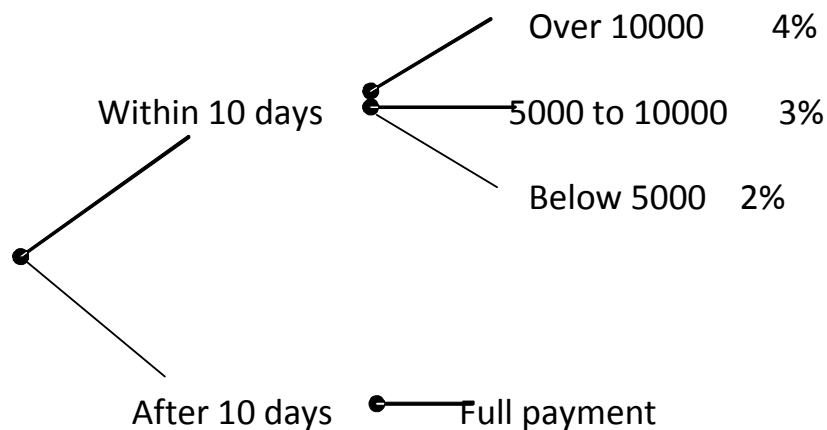 Over 10000 4%
Within 10 days 5000 to 10000 3%
Below 5000 2%
After 10 days Full payment